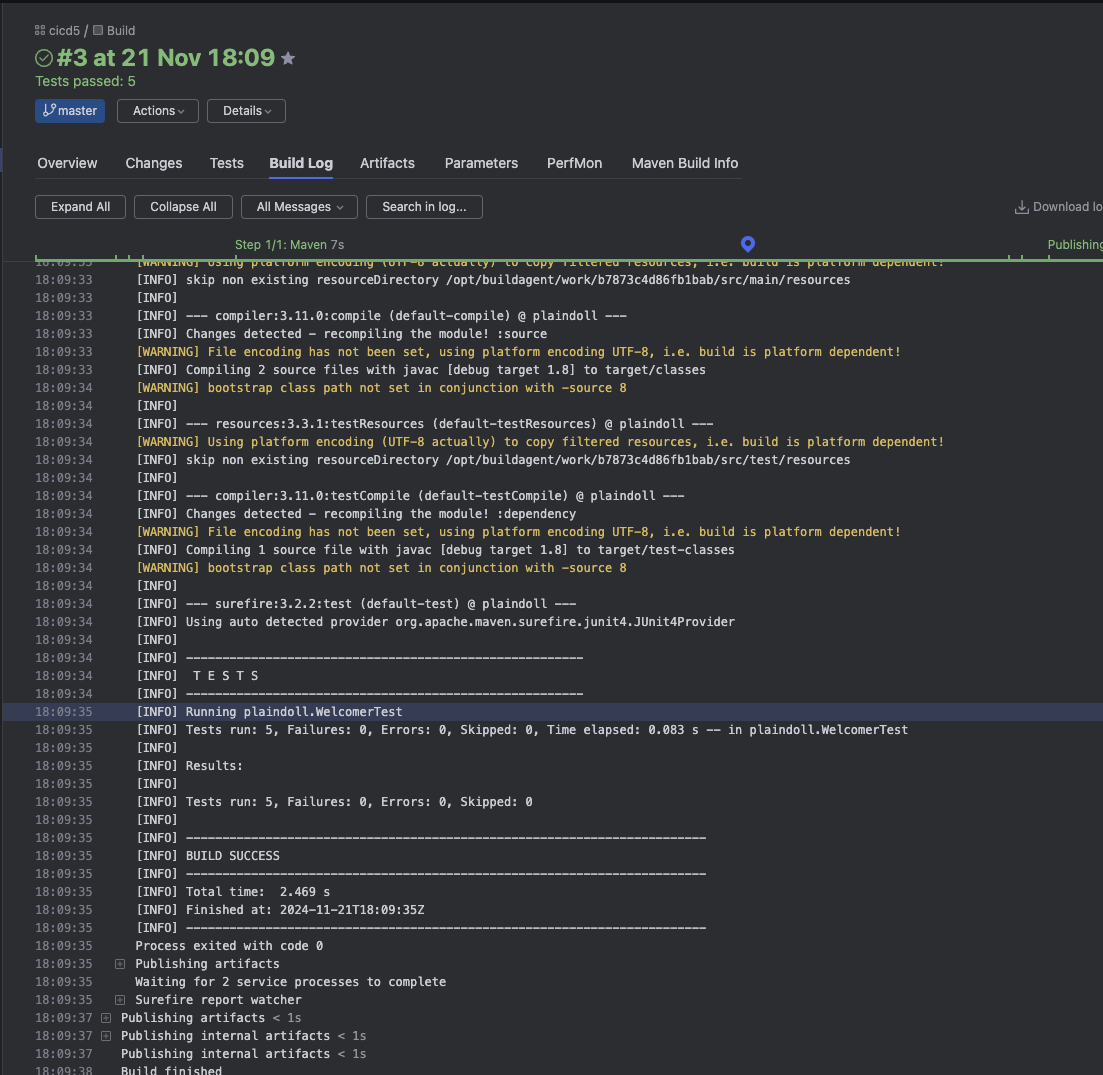 cicd5 / Build
#3 at 21 Nov 18:09
Tests passed: 5
master Actions Details
Overview Changes Tests Build Log Artifacts Parameters PerfMon Maven Build Info
Expand All Collapse All All Messages Search in log... Download lo
Step 1/1: Maven 7s Publishing
18:09:33 [WARNING] Using platform encoding (UTF-8 actually) to copy filtered resources, i.e. build is platform dependent!
18:09:33 [INFO] skip non existing resourceDirectory /opt/buildagent/work/b7873c4d86fb1bab/src/main/resources
18:09:33 [INFO]
18:09:33 [INFO] --- compiler:3.11.0:compile (default-compile) @ plaindoll ---
18:09:33 [INFO] Changes detected - recompiling the module! :source
18:09:33 [WARNING] File encoding has not been set, using platform encoding UTF-8, i.e. build is platform dependent!
18:09:33 [INFO] Compiling 2 source files with javac [debug target 1.8] to target/classes
18:09:34 [WARNING] bootstrap class path not set in conjunction with -source 8
18:09:34 [INFO]
18:09:34 [INFO] --- resources:3.3.1:testResources (default-testResources) @ plaindoll ---
18:09:34 [WARNING] Using platform encoding (UTF-8 actually) to copy filtered resources, i.e. build is platform dependent!
18:09:34 [INFO] skip non existing resourceDirectory /opt/buildagent/work/b7873c4d86fb1bab/src/test/resources
18:09:34 [INFO]
18:09:34 [INFO] --- compiler:3.11.0:testCompile (default-testCompile) @ plaindoll ---
18:09:34 [INFO] Changes detected - recompiling the module! :dependency
18:09:34 [WARNING] File encoding has not been set, using platform encoding UTF-8, i.e. build is platform dependent!
18:09:34 [INFO] Compiling 1 source file with javac [debug target 1.8] to target/test-classes
18:09:34 [WARNING] bootstrap class path not set in conjunction with -source 8
18:09:34 [INFO]
18:09:34 [INFO] --- surefire:3.2.2:test (default-test) @ plaindoll ---
18:09:34 [INFO] Using auto detected provider org.apache.maven.surefire.junit4.JUnit4Provider
18:09:34 [INFO]
18:09:34 [INFO] -------------------------------------------------------
18:09:34 [INFO]  T E S T S
18:09:34 [INFO] -------------------------------------------------------
18:09:35 [INFO] Running plaindoll.WelcomerTest
18:09:35 [INFO] Tests run: 5, Failures: 0, Errors: 0, Skipped: 0, Time elapsed: 0.083 s -- in plaindoll.WelcomerTest
18:09:35 [INFO]
18:09:35 [INFO] Results:
18:09:35 [INFO]
18:09:35 [INFO] Tests run: 5, Failures: 0, Errors: 0, Skipped: 0
18:09:35 [INFO]
18:09:35 [INFO] ------------------------------------------------------------------------
18:09:35 [INFO] BUILD SUCCESS
18:09:35 [INFO] ------------------------------------------------------------------------
18:09:35 [INFO] Total time:  2.469 s
18:09:35 [INFO] Finished at: 2024-11-21T18:09:35Z
18:09:35 [INFO] ------------------------------------------------------------------------
18:09:35 Process exited with code 0
18:09:35 Publishing artifacts
18:09:35 Waiting for 2 service processes to complete
18:09:35 Surefire report watcher
18:09:37 Publishing artifacts < 1s
18:09:37 Publishing internal artifacts < 1s
18:09:37 Publishing internal artifacts < 1s
18:09:38 Build finished